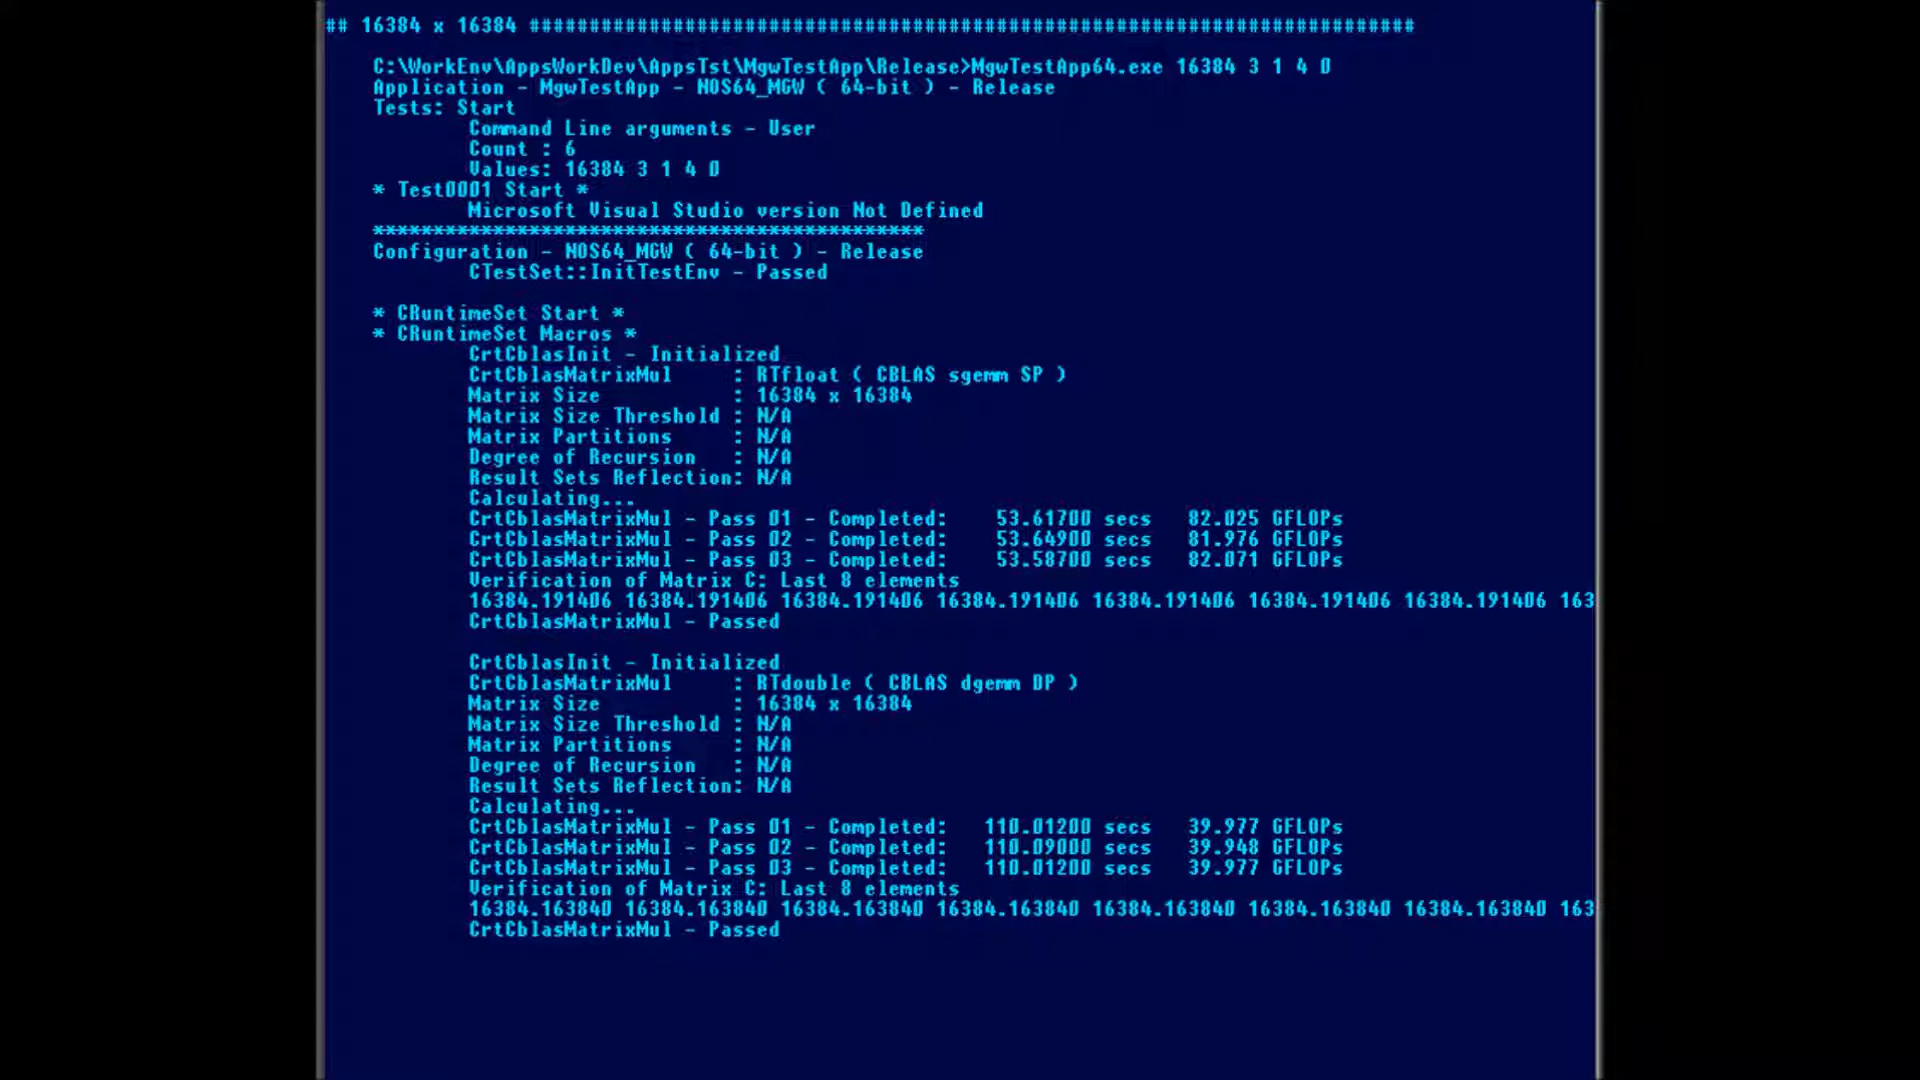 ## 16384 x 16384 ##########################################################################
C:\WorkEnv\AppsWorkDev\AppsTst\MgwTestApp\Release>MgwTestApp64.exe 16384 3 1 4 0
Application - MgwTestApp - NOS64_MGW ( 64-bit ) - Release
Tests: Start
Command Line arguments - User
Count : 6
Values: 16384 3 1 4 0
* Test0001 Start *
Microsoft Visual Studio version Not Defined
**********************************************
Configuration - NOS64_MGW ( 64-bit ) - Release
CTestSet::InitTestEnv - Passed
* CRuntimeSet Start *
* CRuntimeSet Macros *
CrtCblasInit - Initialized
CrtCblasMatrixMul : RTfloat ( CBLAS sgemm SP )
Matrix Size : 16384 x 16384
Matrix Size Threshold : N/A
Matrix Partitions : N/A
Degree of Recursion : N/A
Result Sets Reflection: N/A
Calculating...
CrtCblasMatrixMul - Pass 01 - Completed: 53.61700 secs 82.025 GFLOPs
CrtCblasMatrixMul - Pass 02 - Completed: 53.64900 secs 81.976 GFLOPs
CrtCblasMatrixMul - Pass 03 - Completed: 53.58700 secs 82.071 GFLOPs
Verification of Matrix C: Last 8 elements
16384.191406 16384.191406 16384.191406 16384.191406 16384.191406 16384.191406 16384.191406 163
CrtCblasMatrixMul - Passed
CrtCblasInit - Initialized
CrtCblasMatrixMul : RTdouble ( CBLAS dgemm DP )
Matrix Size : 16384 x 16384
Matrix Size Threshold : N/A
Matrix Partitions : N/A
Degree of Recursion : N/A
Result Sets Reflection: N/A
Calculating...
CrtCblasMatrixMul - Pass 01 - Completed: 110.01200 secs 39.977 GFLOPs
CrtCblasMatrixMul - Pass 02 - Completed: 110.09000 secs 39.948 GFLOPs
CrtCblasMatrixMul - Pass 03 - Completed: 110.01200 secs 39.977 GFLOPs
Verification of Matrix C: Last 8 elements
16384.163840 16384.163840 16384.163840 16384.163840 16384.163840 16384.163840 16384.163840 163
CrtCblasMatrixMul - Passed